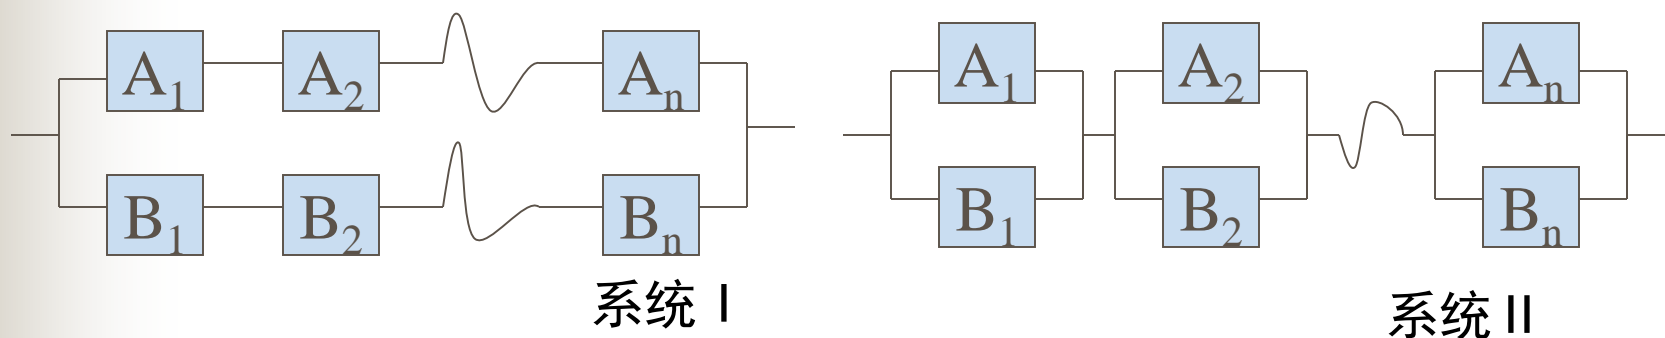 A1 A2 An
B1 B2 Bn
系统 I
A1 A2 An
B1 B2 Bn
系统 II